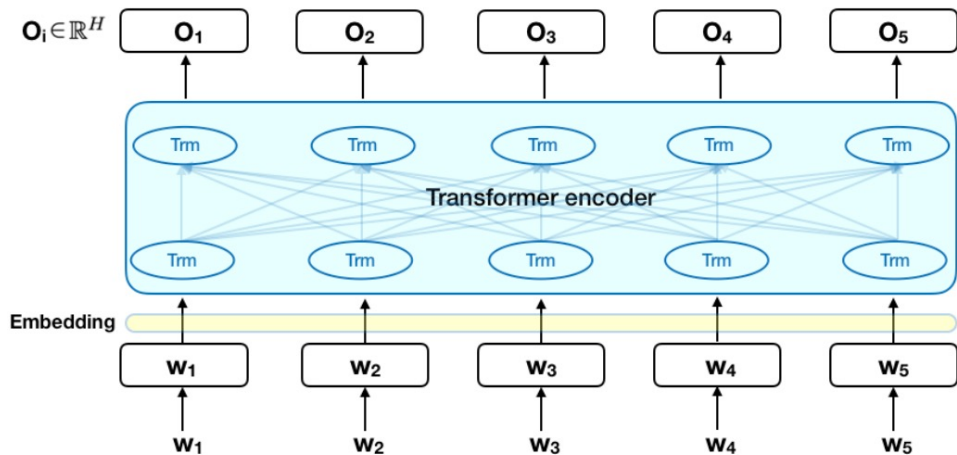 Oᵢ∈ℝᴴ O₁ O₂ O₃ O₄ O₅
Trm Trm Trm Trm Trm
Transformer encoder
Trm Trm Trm Trm Trm
Embedding
w₁ w₂ w₃ w₄ w₅
w₁ w₂ w₃ w₄ w₅